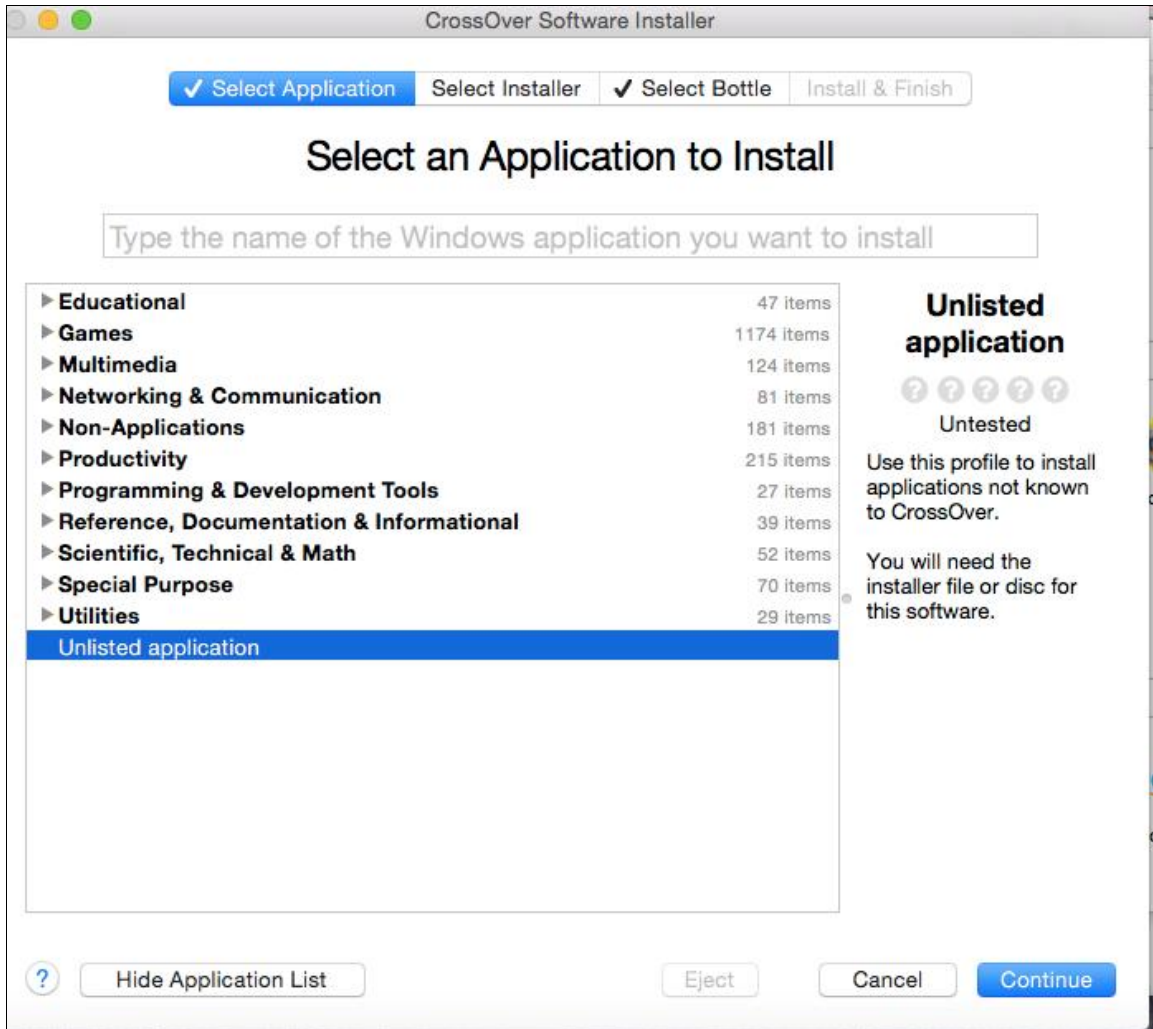 CrossOver Software Installer
✓ Select Application Select Installer ✓ Select Bottle Install & Finish
Select an Application to Install
Type the name of the Windows application you want to install
Educational 47 items
Games 1174 items
Multimedia 124 items
Networking & Communication 81 items
Non-Applications 181 items
Productivity 215 items
Programming & Development Tools 27 items
Reference, Documentation & Informational 39 items
Scientific, Technical & Math 52 items
Special Purpose 70 items
Utilities 29 items
Unlisted application
Unlisted
application
? ? ? ? ?
Untested
Use this profile to install
applications not known
to CrossOver.
You will need the
installer file or disc for
this software.
? Hide Application List Eject Cancel Continue